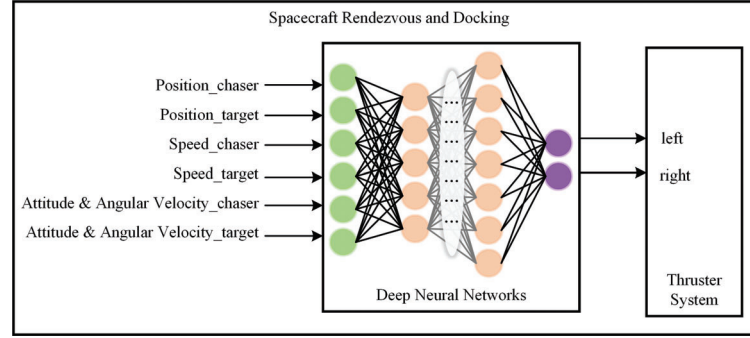 Spacecraft Rendezvous and Docking
Position_chaser
Position_target
Speed_chaser
Speed_target
Attitude & Angular Velocity_chaser
Attitude & Angular Velocity_target
left
right
Deep Neural Networks
Thruster
System